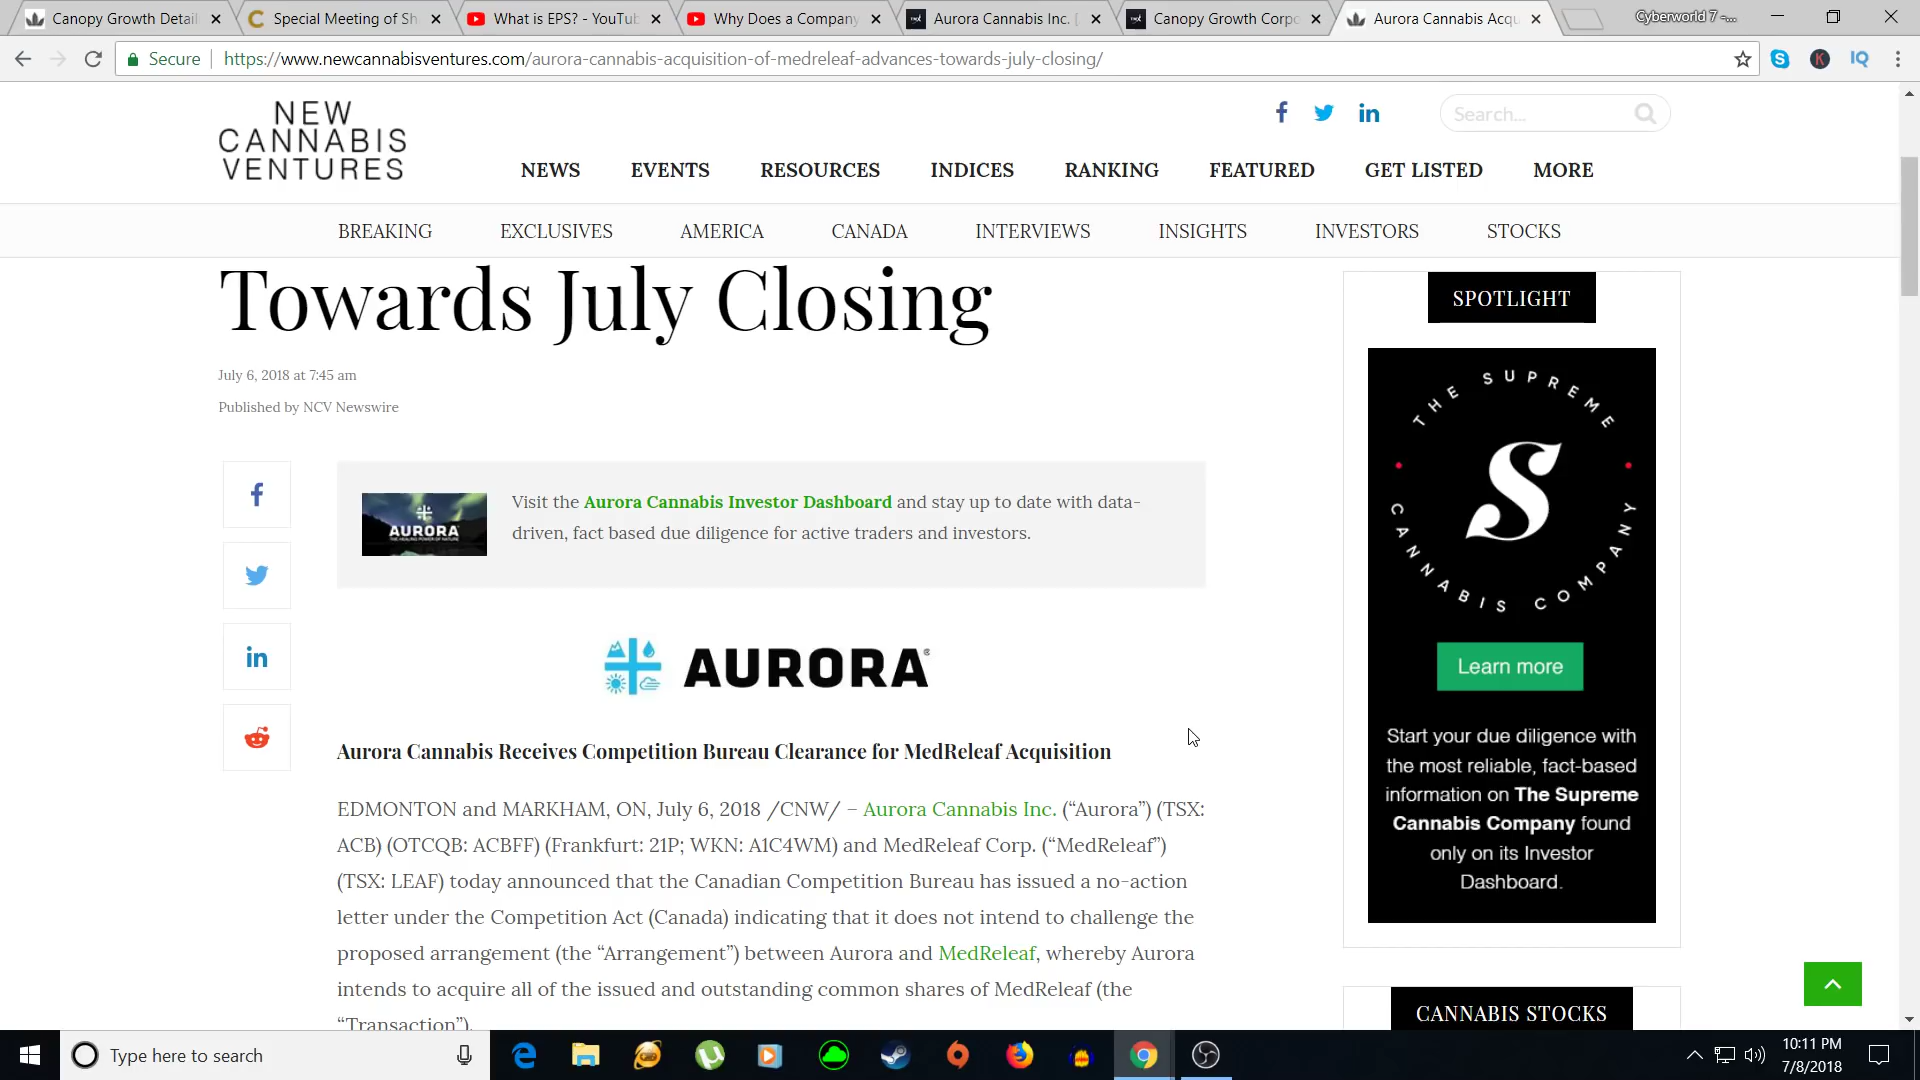 Canopy Growth Detail
Special Meeting of Sh
What is EPS? - YouTub
Why Does a Company
Aurora Cannabis Inc. [
Canopy Growth Corpo
Aurora Cannabis Acqu
Cyberworld 7 -...
Secure
https://www.newcannabisventures.com/aurora-cannabis-acquisition-of-medreleaf-advances-towards-july-closing/
K
IQ
NEW
CANNABIS
VENTURES
Search...
NEWS EVENTS RESOURCES INDICES RANKING FEATURED GET LISTED MORE
BREAKING EXCLUSIVES AMERICA CANADA INTERVIEWS INSIGHTS INVESTORS STOCKS
Towards July Closing
July 6, 2018 at 7:45 am
Published by NCV Newswire
AURORA
THE HEALING POWER OF NATURE
Visit the Aurora Cannabis Investor Dashboard and stay up to date with data-
driven, fact based due diligence for active traders and investors.
AURORA®
Aurora Cannabis Receives Competition Bureau Clearance for MedReleaf Acquisition
EDMONTON and MARKHAM, ON, July 6, 2018 /CNW/ – Aurora Cannabis Inc. (“Aurora”) (TSX:
ACB) (OTCQB: ACBFF) (Frankfurt: 21P; WKN: A1C4WM) and MedReleaf Corp. (“MedReleaf”)
(TSX: LEAF) today announced that the Canadian Competition Bureau has issued a no-action
letter under the Competition Act (Canada) indicating that it does not intend to challenge the
proposed arrangement (the “Arrangement”) between Aurora and MedReleaf, whereby Aurora
intends to acquire all of the issued and outstanding common shares of MedReleaf (the
“Transaction”).
SPOTLIGHT
THE SUPREME
S
CANNABIS COMPANY
Learn more
Start your due diligence with
the most reliable, fact-based
information on The Supreme
Cannabis Company found
only on its Investor
Dashboard.
CANNABIS STOCKS
Type here to search
10:11 PM
7/8/2018